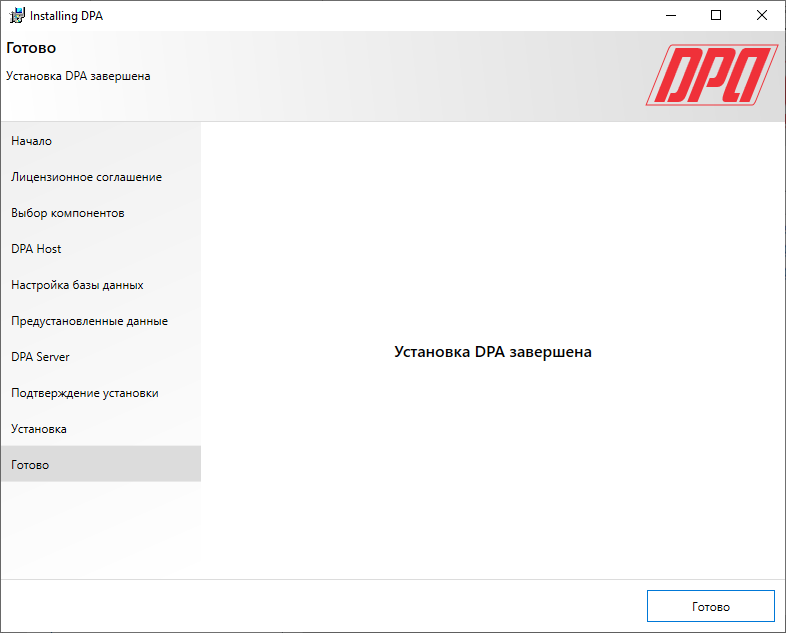 Installing DPA
Готово
Установка DPA завершена
DPA
Начало
Лицензионное соглашение
Выбор компонентов
DPA Host
Настройка базы данных
Предустановленные данные
DPA Server
Подтверждение установки
Установка
Готово
Установка DPA завершена
Готово